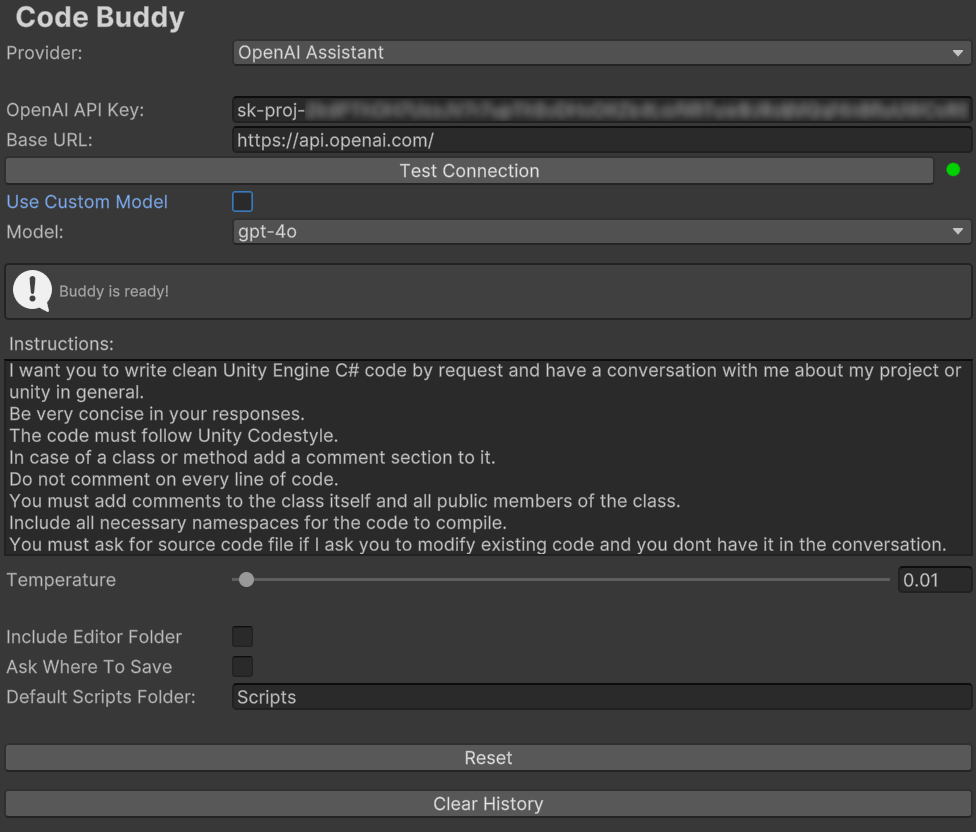 Code Buddy
Provider: OpenAI Assistant
OpenAI API Key: sk-proj-
Base URL: https://api.openai.com/
Test Connection
Use Custom Model
Model: gpt-4o
Buddy is ready!
Instructions:
I want you to write clean Unity Engine C# code by request and have a conversation with me about my project or
unity in general.
Be very concise in your responses.
The code must follow Unity Codestyle.
In case of a class or method add a comment section to it.
Do not comment on every line of code.
You must add comments to the class itself and all public members of the class.
Include all necessary namespaces for the code to compile.
You must ask for source code file if I ask you to modify existing code and you dont have it in the conversation.
Temperature 0.01
Include Editor Folder
Ask Where To Save
Default Scripts Folder: Scripts
Reset
Clear History